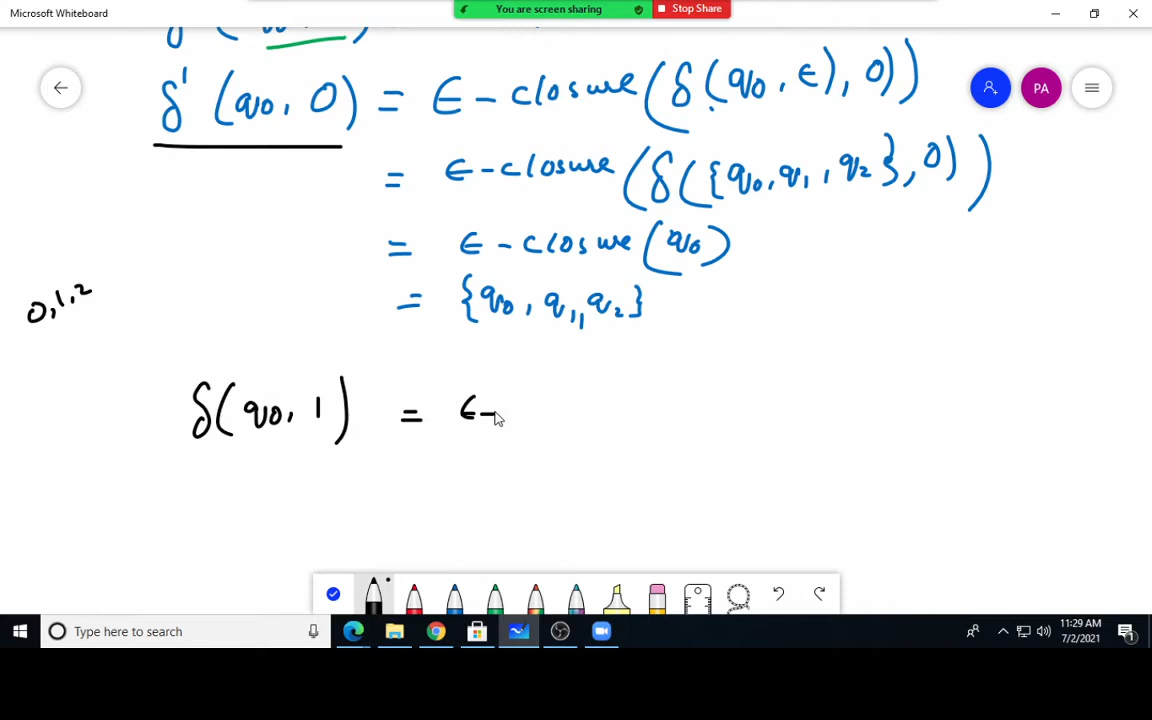 Microsoft Whiteboard
You are screen sharing
Stop Share
PA
δ'(q0, 0) = ϵ - closure(δ(q0, ϵ), 0))
= ϵ - closure(δ({q0, q1, q2}, 0))
= ϵ - closure(q0)
= {q0, q1, q2}
0,1,2
δ(q0, 1) = ϵ -
Type here to search
11:29 AM
7/2/2021
1